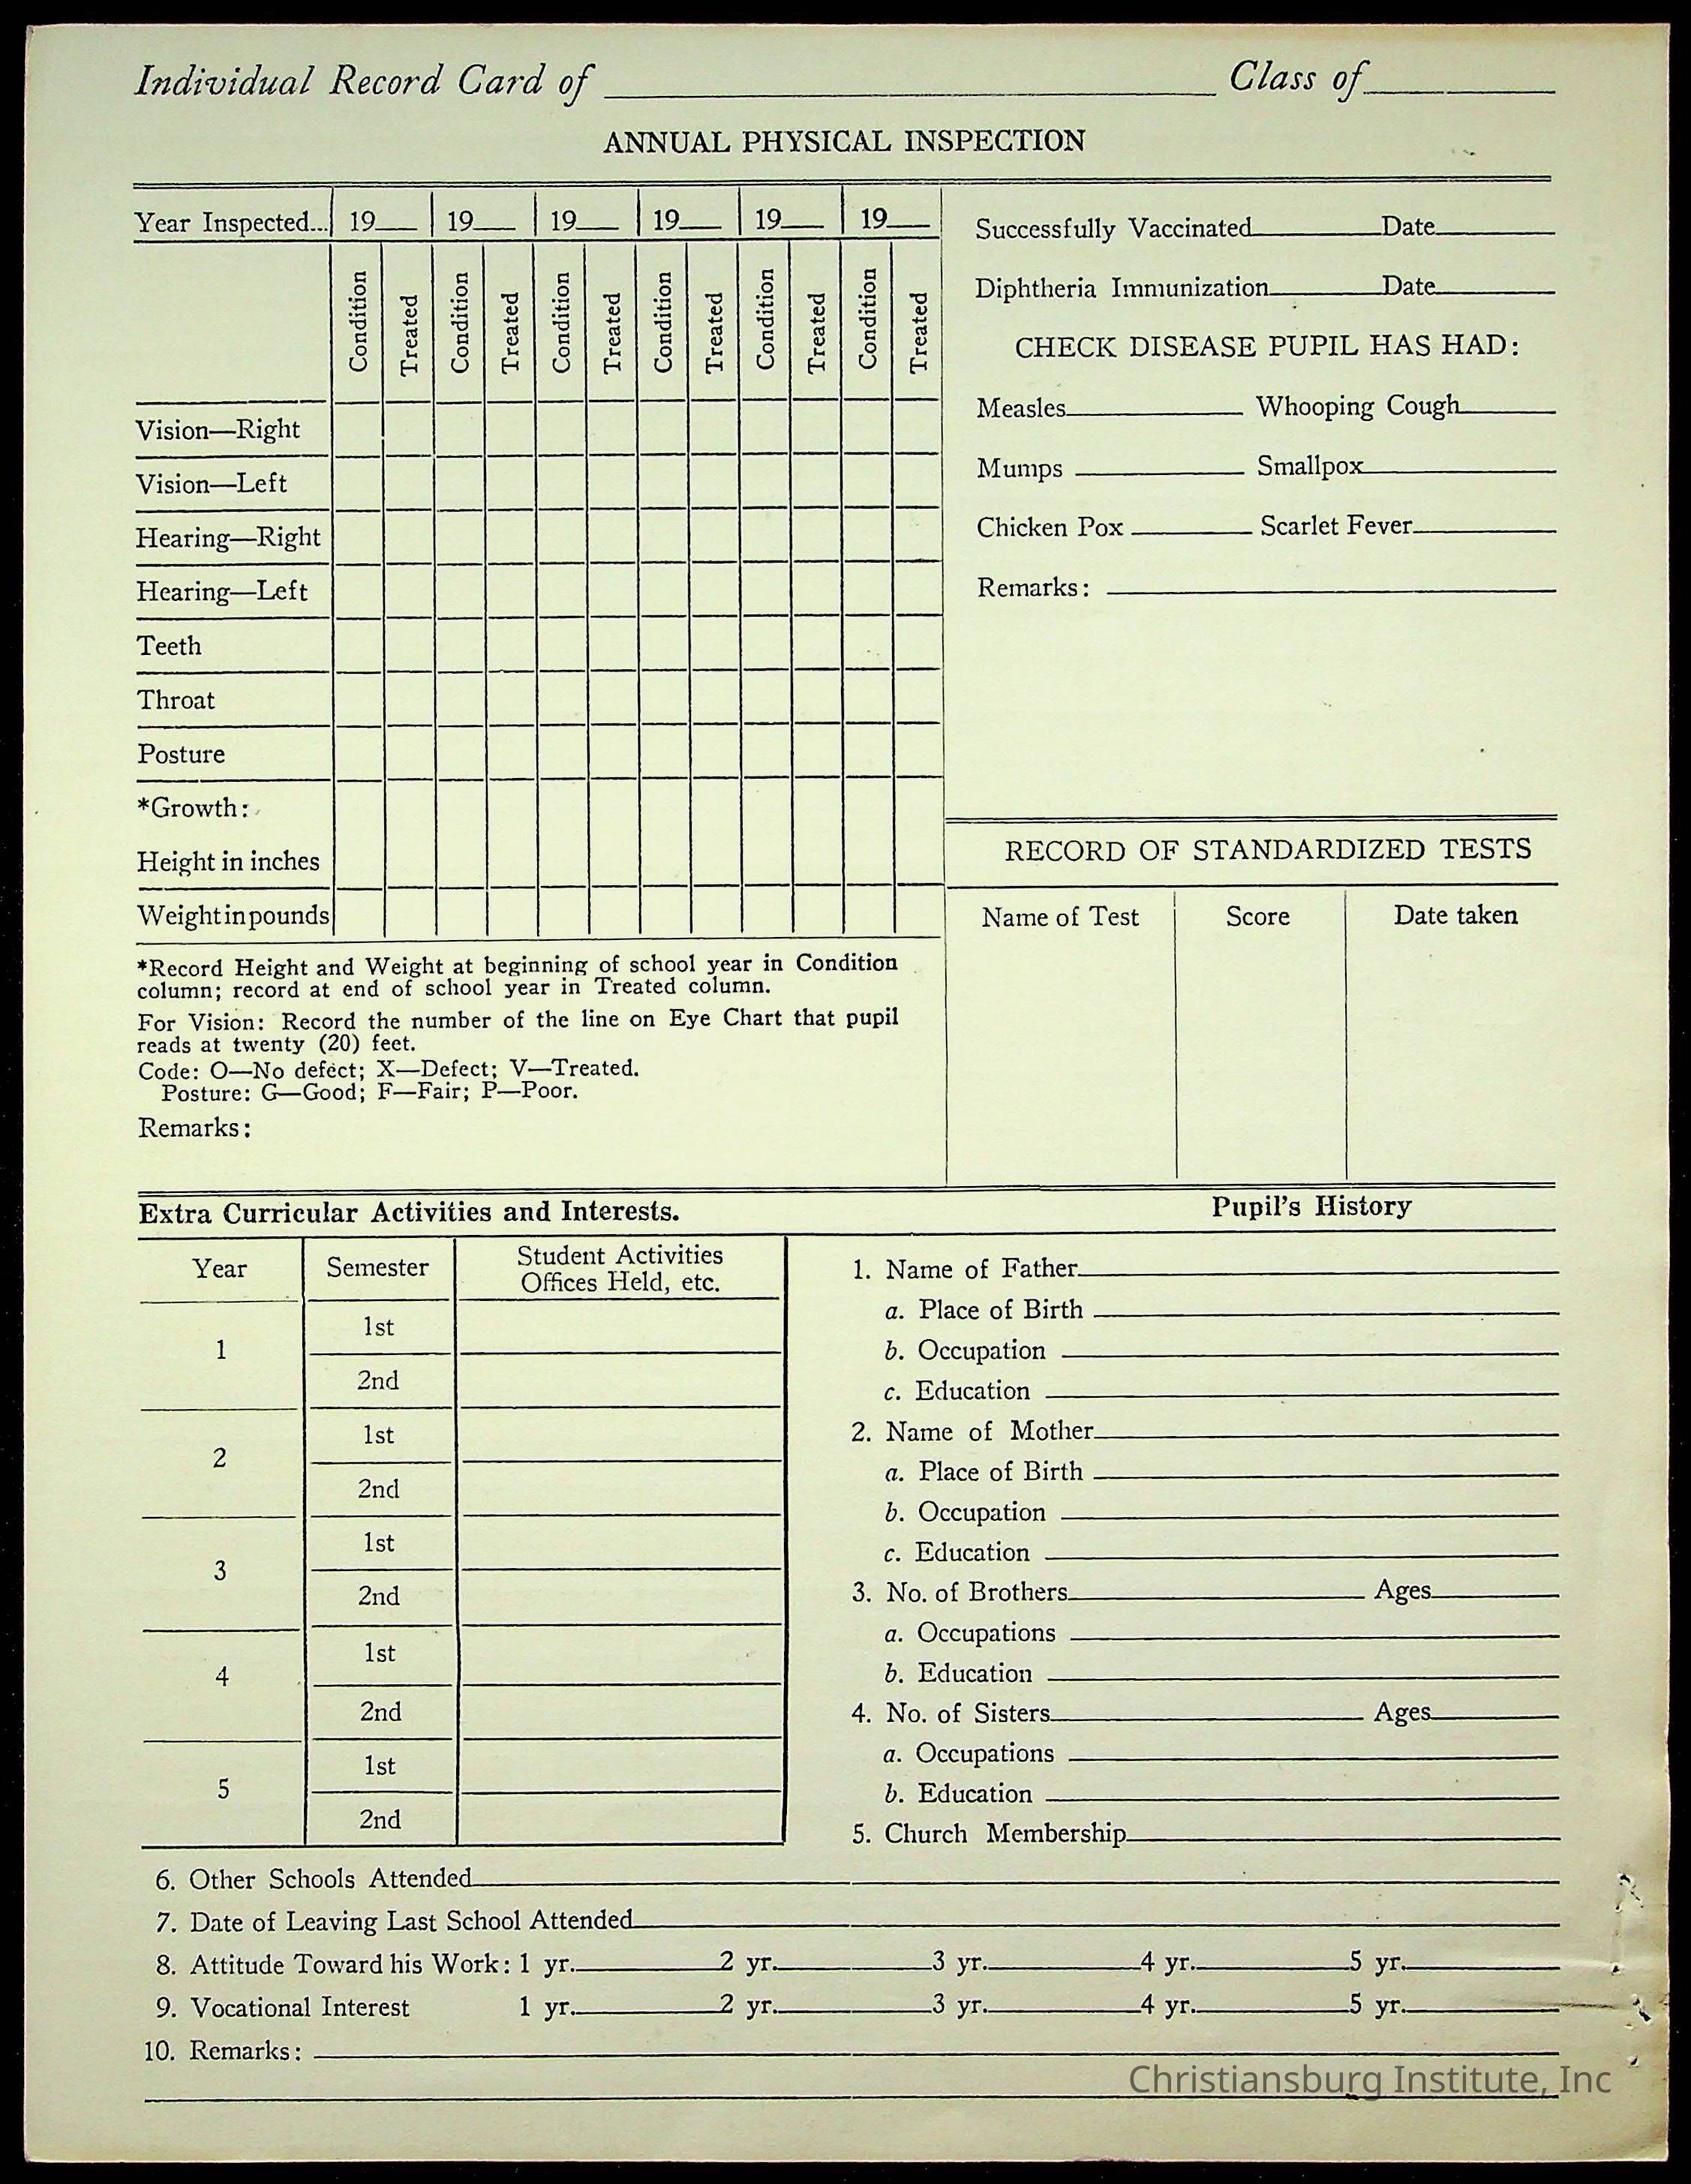 Individual Record Card of Class of
ANNUAL PHYSICAL INSPECTION
Year Inspected... 19 19 19 19 19 19
Condition Treated Condition Treated Condition Treated Condition Treated Condition Treated Condition Treated
Vision—Right
Vision—Left
Hearing—Right
Hearing—Left
Teeth
Throat
Posture
*Growth:
Height in inches
Weight in pounds
*Record Height and Weight at beginning of school year in Condition
column; record at end of school year in Treated column.
For Vision: Record the number of the line on Eye Chart that pupil
reads at twenty (20) feet.
Code: O—No defect; X—Defect; V—Treated.
Posture: G—Good; F—Fair; P—Poor.
Remarks:
Successfully Vaccinated Date
Diphtheria Immunization Date
CHECK DISEASE PUPIL HAS HAD:
Measles Whooping Cough
Mumps Smallpox
Chicken Pox Scarlet Fever
Remarks:
RECORD OF STANDARDIZED TESTS
Name of Test Score Date taken
Extra Curricular Activities and Interests.
Year Semester Student Activities
Offices Held, etc.
1 1st
2nd
2 1st
2nd
3 1st
2nd
4 1st
2nd
5 1st
2nd
Pupil's History
1. Name of Father
a. Place of Birth
b. Occupation
c. Education
2. Name of Mother
a. Place of Birth
b. Occupation
c. Education
3. No. of Brothers Ages
a. Occupations
b. Education
4. No. of Sisters Ages
a. Occupations
b. Education
5. Church Membership
6. Other Schools Attended
7. Date of Leaving Last School Attended
8. Attitude Toward his Work: 1 yr. 2 yr. 3 yr. 4 yr. 5 yr.
9. Vocational Interest 1 yr. 2 yr. 3 yr. 4 yr. 5 yr.
10. Remarks:
Christiansburg Institute, Inc